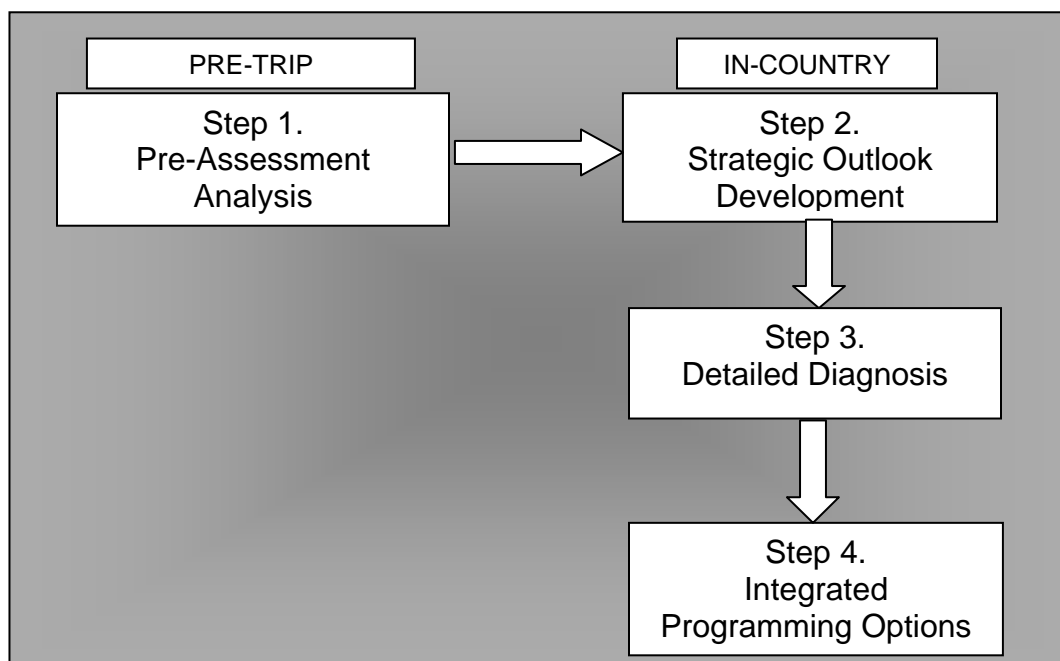 PRE-TRIP
Step 1.
Pre-Assessment
Analysis
IN-COUNTRY
Step 2.
Strategic Outlook
Development
Step 3.
Detailed Diagnosis
Step 4.
Integrated
Programming Options